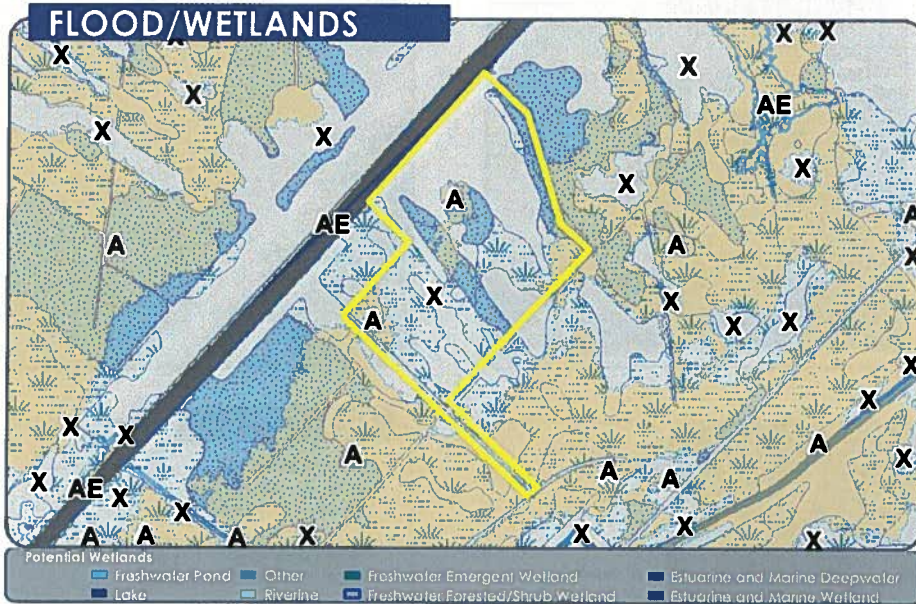 FLOOD/WETLANDS
X X X X
X X AE
X X X
X
A A
AE A
A A X
X X
A X X
X
X X
X A
A A A X
X AE X
X X X
A A A X X
Potential Wetlands
Freshwater Pond Other Freshwater Emergent Wetland Estuarine and Marine Deepwater
Lake Riverine Freshwater Forested/Shrub Wetland Estuarine and Marine Wetland